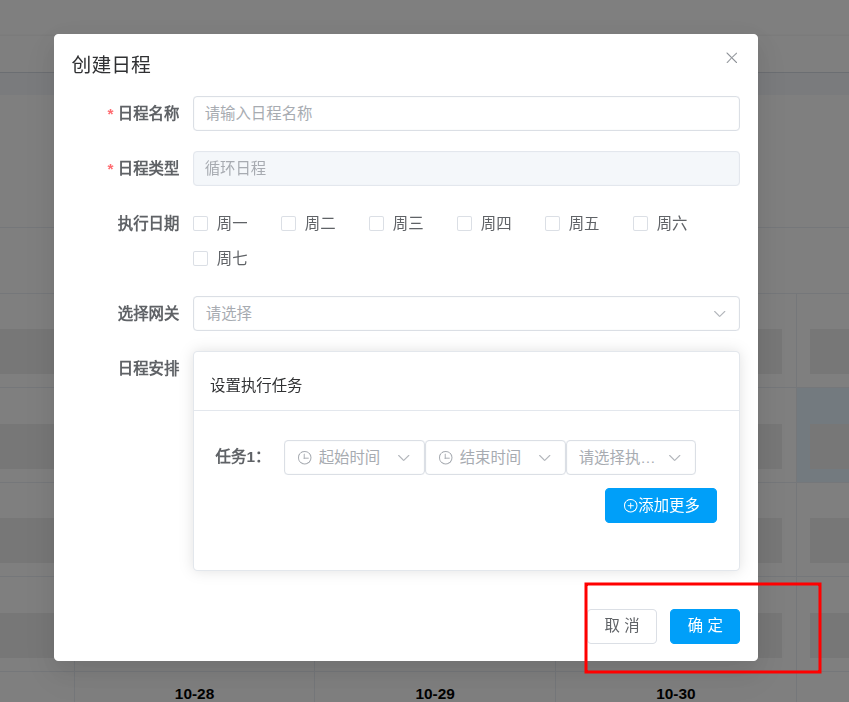 创建日程
* 日程名称 请输入日程名称
* 日程类型 循环日程
执行日期 周一 周二 周三 周四 周五 周六
周七
选择网关 请选择
日程安排
设置执行任务
任务1： 起始时间 结束时间 请选择执...
添加更多
取 消 确 定
10-28 10-29 10-30